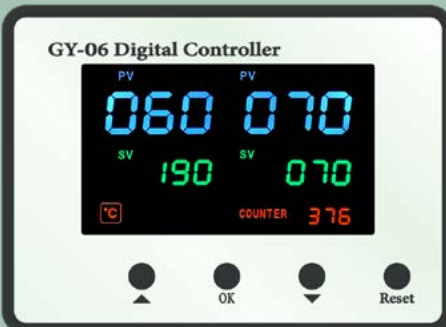 GY-06 Digital Controller
PV PV
060 070
SV SV
190 070
°C COUNTER 376
OK Reset